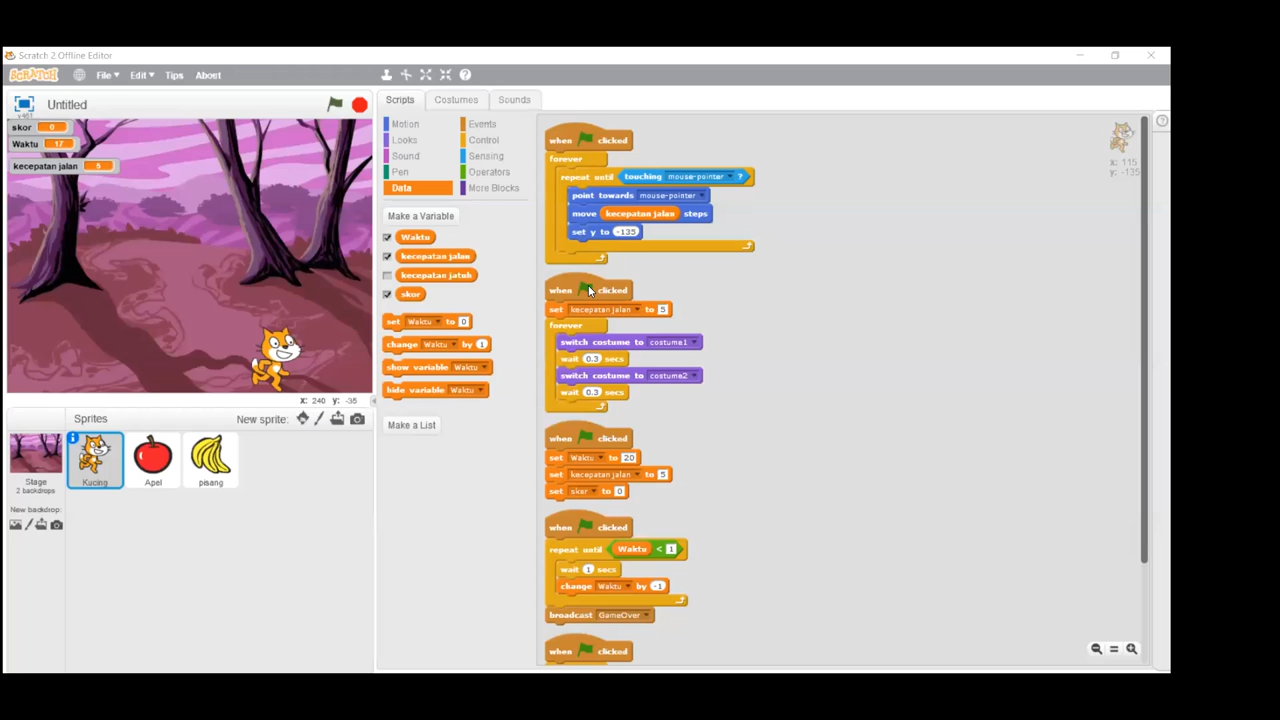 Scratch 2 Offline Editor
SCRATCH File Edit Tips About
Untitled
v461
skor 0
Waktu 17
kecepatan jalan 5
X: 240 y: -35
Sprites New sprite:
Stage
2 backdrops
New backdrop:
Kucing
Apel
pisang
Scripts Costumes Sounds
Motion Events
Looks Control
Sound Sensing
Pen Operators
Data More Blocks
Make a Variable
Waktu
kecepatan jalan
kecepatan jatuh
skor
set Waktu to 0
change Waktu by 1
show variable Waktu
hide variable Waktu
Make a List
when clicked
forever
repeat until touching mouse-pointer ?
point towards mouse-pointer
move kecepatan jalan steps
set y to -135
when clicked
set kecepatan jalan to 5
forever
switch costume to costume1
wait 0.3 secs
switch costume to costume2
wait 0.3 secs
when clicked
set Waktu to 20
set kecepatan jalan to 5
set skor to 0
when clicked
repeat until Waktu < 1
wait 1 secs
change Waktu by -1
broadcast GameOver
when clicked
x: 115
y: -135